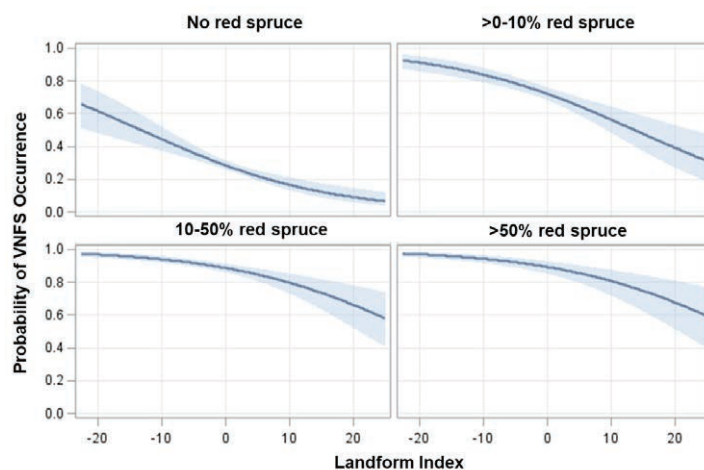 No red spruce
>0-10% red spruce
1.0
0.8
0.6
0.4
0.2
0.0
10-50% red spruce
>50% red spruce
1.0
0.8
0.6
0.4
0.2
0.0
Probability of VNFS Occurrence
-20 -10 0 10 20
-20 -10 0 10 20
Landform Index